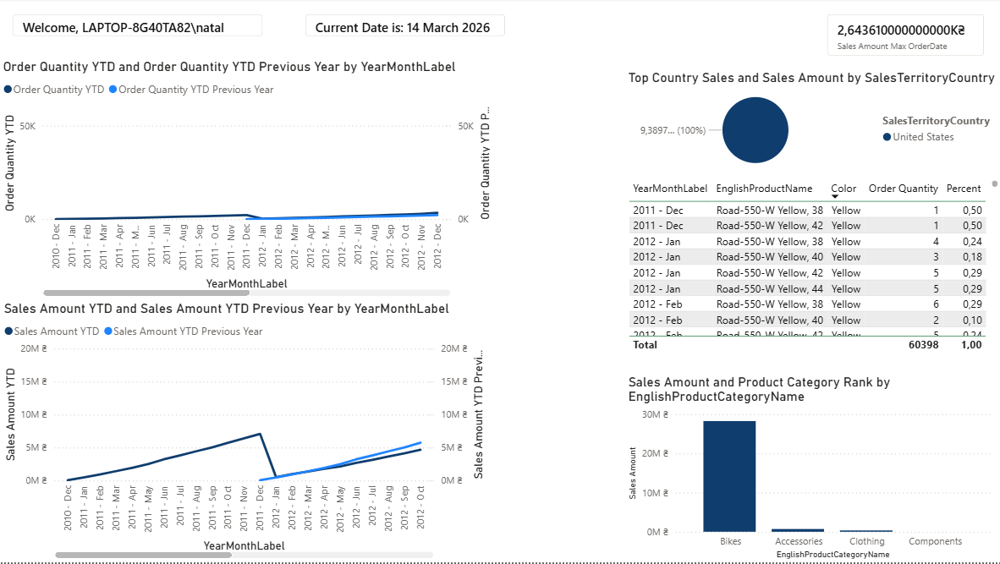 Welcome, LAPTOP-8G40TA82\natal
Current Date is: 14 March 2026
2,643610000000000K₴
Sales Amount Max OrderDate
Order Quantity YTD and Order Quantity YTD Previous Year by YearMonthLabel
Order Quantity YTD Order Quantity YTD Previous Year
Order Quantity YTD
50K
0K
50K
0K
Order Quantity YTD P...
2010 - Dec
2011 - Jan
2011 - Feb
2011 - Mar
2011 - Apr
2011 - M...
2011 - Jun
2011 - Jul
2011 - Aug
2011 - Sep
2011 - Oct
2011 - Nov
2011 - Dec
2012 - Jan
2012 - Feb
2012 - Mar
2012 - Apr
2012 - M...
2012 - Jun
2012 - Jul
2012 - Aug
2012 - Sep
2012 - Oct
2012 - Nov
2012 - Dec
YearMonthLabel
Sales Amount YTD and Sales Amount YTD Previous Year by YearMonthLabel
Sales Amount YTD Sales Amount YTD Previous Year
Sales Amount YTD
20M ₴
15M ₴
10M ₴
5M ₴
0M ₴
20M ₴
15M ₴
10M ₴
5M ₴
0M ₴
Sales Amount YTD Previ...
2010 - Dec
2011 - Jan
2011 - Feb
2011 - Mar
2011 - Apr
2011 - May
2011 - Jun
2011 - Jul
2011 - Aug
2011 - Sep
2011 - Oct
2011 - Nov
2011 - Dec
2012 - Jan
2012 - Feb
2012 - Mar
2012 - Apr
2012 - May
2012 - Jun
2012 - Jul
2012 - Aug
2012 - Sep
2012 - Oct
YearMonthLabel
Top Country Sales and Sales Amount by SalesTerritoryCountry
9,3897... (100%)
SalesTerritoryCountry
United States
YearMonthLabel EnglishProductName Color Order Quantity Percent
2011 - Dec Road-550-W Yellow, 38 Yellow 1 0,50
2011 - Dec Road-550-W Yellow, 42 Yellow 1 0,50
2012 - Jan Road-550-W Yellow, 38 Yellow 4 0,24
2012 - Jan Road-550-W Yellow, 40 Yellow 3 0,18
2012 - Jan Road-550-W Yellow, 42 Yellow 5 0,29
2012 - Jan Road-550-W Yellow, 44 Yellow 5 0,29
2012 - Feb Road-550-W Yellow, 38 Yellow 6 0,29
2012 - Feb Road-550-W Yellow, 40 Yellow 2 0,10
2012 - Feb Road-550-W Yellow, 42 Yellow 5 0,24
Total 60398 1,00
Sales Amount and Product Category Rank by
EnglishProductCategoryName
Sales Amount
30M ₴
20M ₴
10M ₴
0M ₴
Bikes Accessories Clothing Components
EnglishProductCategoryName